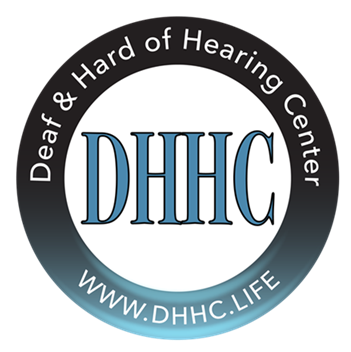 Deaf & Hard of Hearing Center
DHHC
WWW.DHHC.LIFE